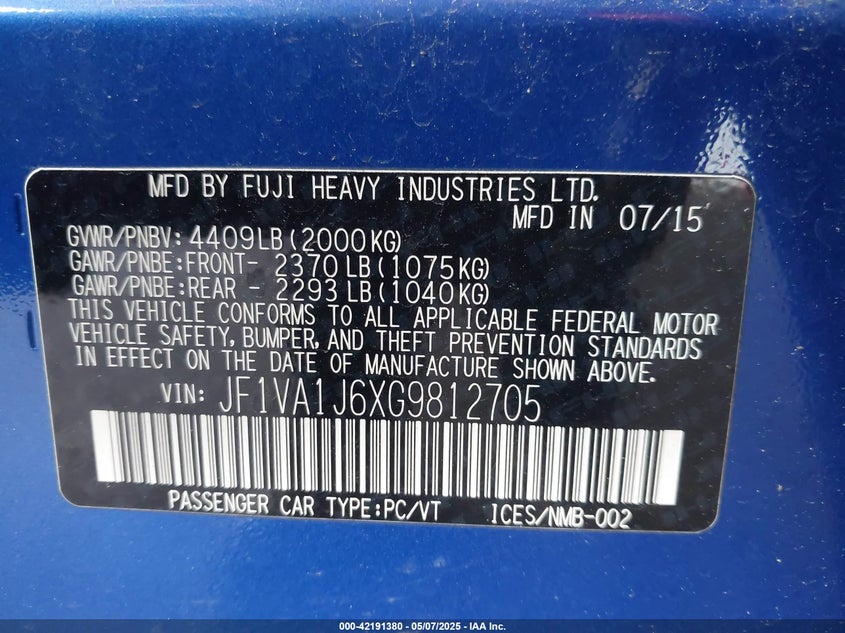 MFD BY FUJI HEAVY INDUSTRIES LTD.
MFD IN 07/15
GVWR/PNBV: 4409LB (2000KG)
GAWR/PNBE:FRONT- 2370 LB (1075KG)
GAWR/PNBE:REAR - 2293 LB (1040KG)
THIS VEHICLE CONFORMS TO ALL APPLICABLE FEDERAL MOTOR
VEHICLE SAFETY, BUMPER, AND THEFT PREVENTION STANDARDS
IN EFFECT ON THE DATE OF MANUFACTURE SHOWN ABOVE.
VIN: JF1VA1J6XG9812705
PASSENGER CAR TYPE:PC/VT ICES/NMB-002
000-42191380 - 05/07/2025 - IAA Inc.